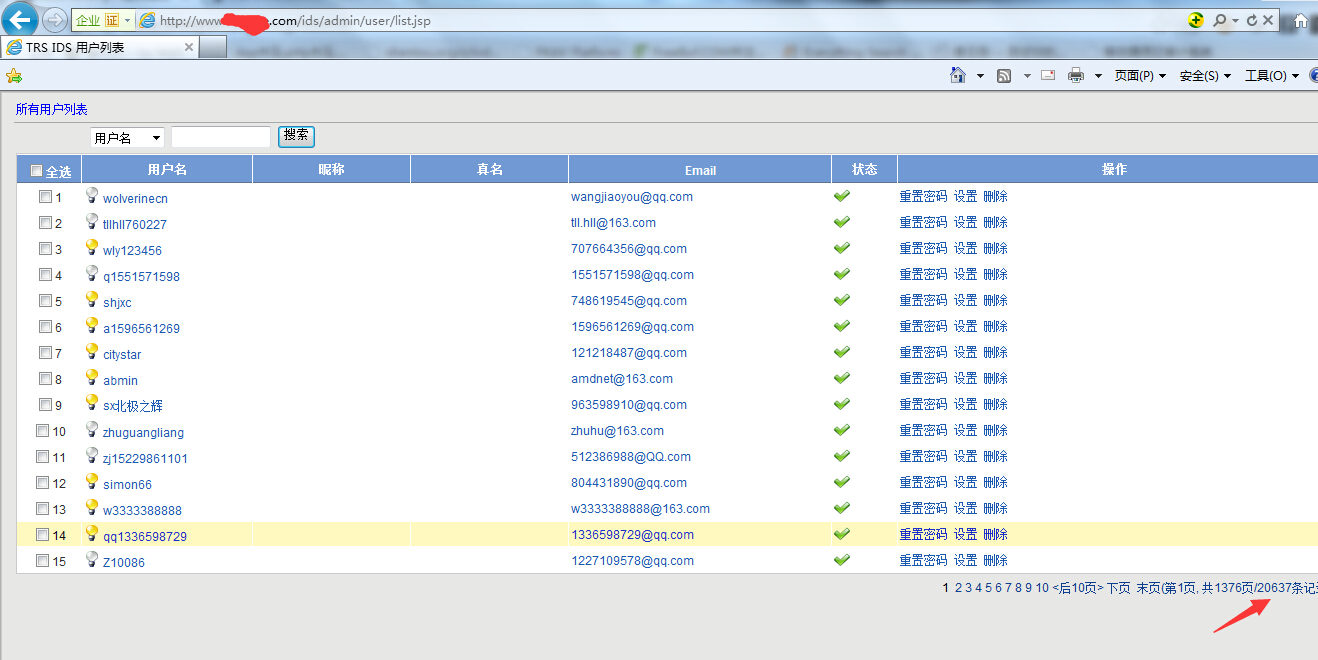 企业 证 http://www. .com/ids/admin/user/list.jsp
TRS IDS 用户列表
页面(P) 安全(S) 工具(O)
所有用户列表
用户名 搜索
全选 用户名 昵称 真名 Email 状态 操作
1 wolverinecn wangjiaoyou@qq.com 重置密码 设置 删除
2 tllhll760227 tll.hll@163.com 重置密码 设置 删除
3 wly123456 707664356@qq.com 重置密码 设置 删除
4 q1551571598 1551571598@qq.com 重置密码 设置 删除
5 shjxc 748619545@qq.com 重置密码 设置 删除
6 a1596561269 1596561269@qq.com 重置密码 设置 删除
7 citystar 121218487@qq.com 重置密码 设置 删除
8 abmin amdnet@163.com 重置密码 设置 删除
9 sx北极之辉 963598910@qq.com 重置密码 设置 删除
10 zhuguangliang zhuhu@163.com 重置密码 设置 删除
11 zj15229861101 512386988@QQ.com 重置密码 设置 删除
12 simon66 804431890@qq.com 重置密码 设置 删除
13 w3333388888 w3333388888@163.com 重置密码 设置 删除
14 qq1336598729 1336598729@qq.com 重置密码 设置 删除
15 Z10086 1227109578@qq.com 重置密码 设置 删除
1 2 3 4 5 6 7 8 9 10 <后10页> 下页 末页(第1页, 共1376页/20637条记